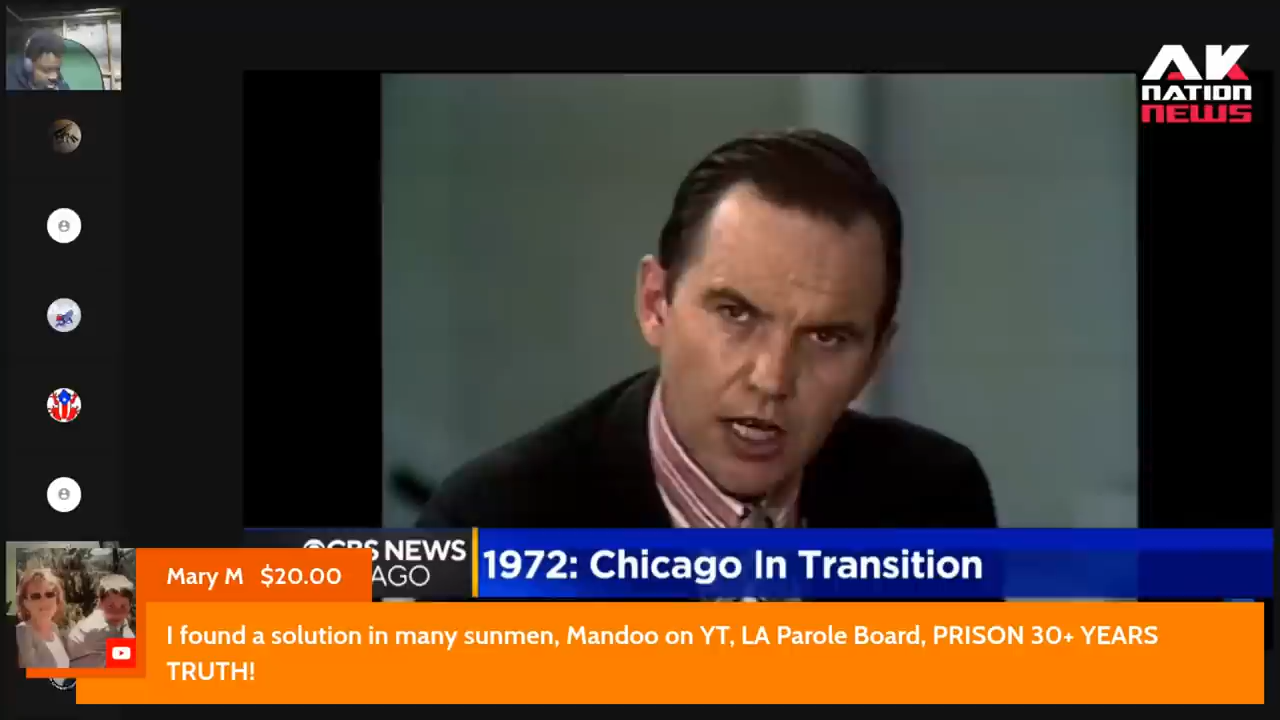 AK
NATION
NEWS
CBS NEWS
1972: Chicago In Transition
Mary M $20.00
I found a solution in many sunmen, Mandoo on YT, LA Parole Board, PRISON 30+ YEARS
TRUTH!